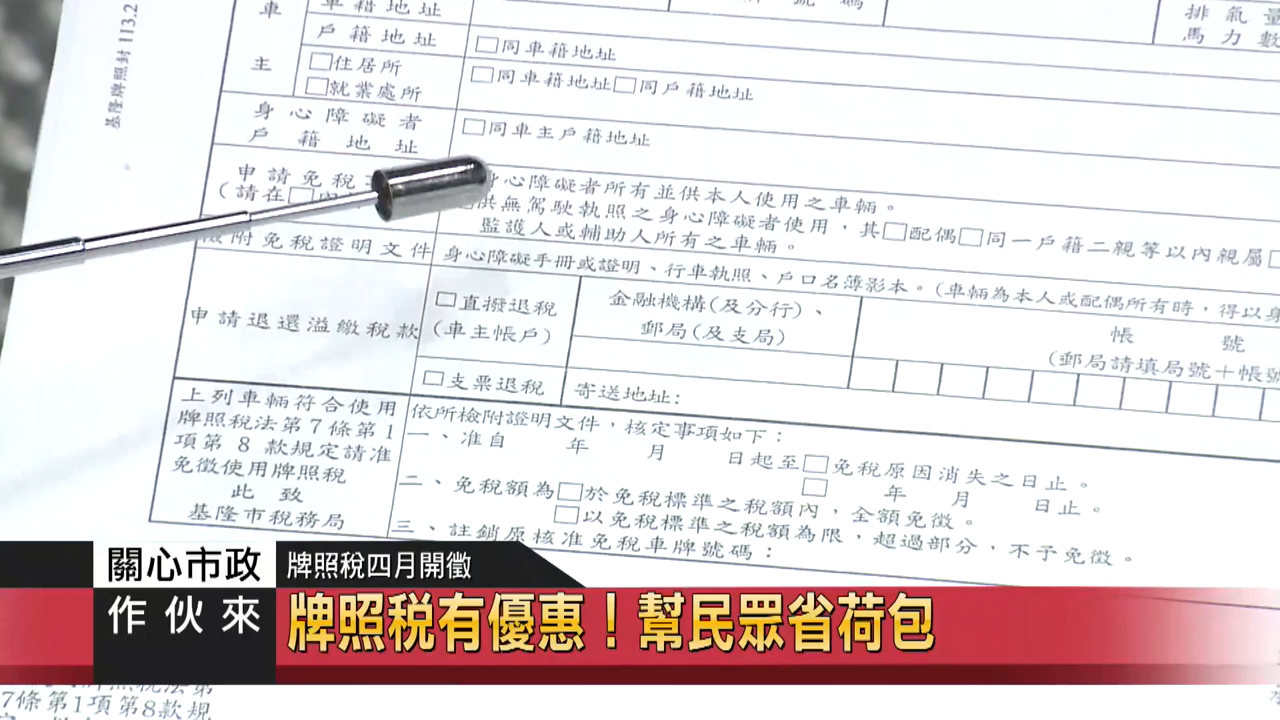 基隆牌照封 113.2
車籍地址
車
主
戶籍地址
□同車籍地址
□住居所
□就業處所
□同車籍地址□同戶籍地址
身心障礙者
戶籍地址
□同車主戶籍地址
排氣量
馬力數
申請免稅
(請在□
身心障礙者所有並供本人使用之車輛。
供無駕駛執照之身心障礙者使用，其□配偶□同一戶籍二親等以內親屬□
監護人或輔助人所有之車輛。
附免稅證明文件
身心障礙手冊或證明、行車執照、戶口名簿影本。(車輛為本人或配偶所有時，得以身
申請退還溢繳稅款
□直撥退稅
(車主帳戶)
金融機構(及分行)、
郵局(及支局)
帳 號
(郵局請填局號＋帳號
□支票退稅
寄送地址:
上列車輛符合使用
牌照稅法第7條第1
項第 8 款規定請准
免徵使用牌照稅
此 致
基隆市稅務局
依所檢附證明文件，核定事項如下：
一、准自 年 月 日起至□免稅原因消失之日止。
□ 年 月 日止。
二、免稅額為□於免稅標準之稅額內，全額免徵。
□以免稅標準之稅額為限，超過部分，不予免徵。
三、註銷原核准免稅車牌號碼：
關心市政
作伙來
牌照稅四月開徵
牌照稅有優惠！幫民眾省荷包
牌照稅法第
7條第1項第8款規